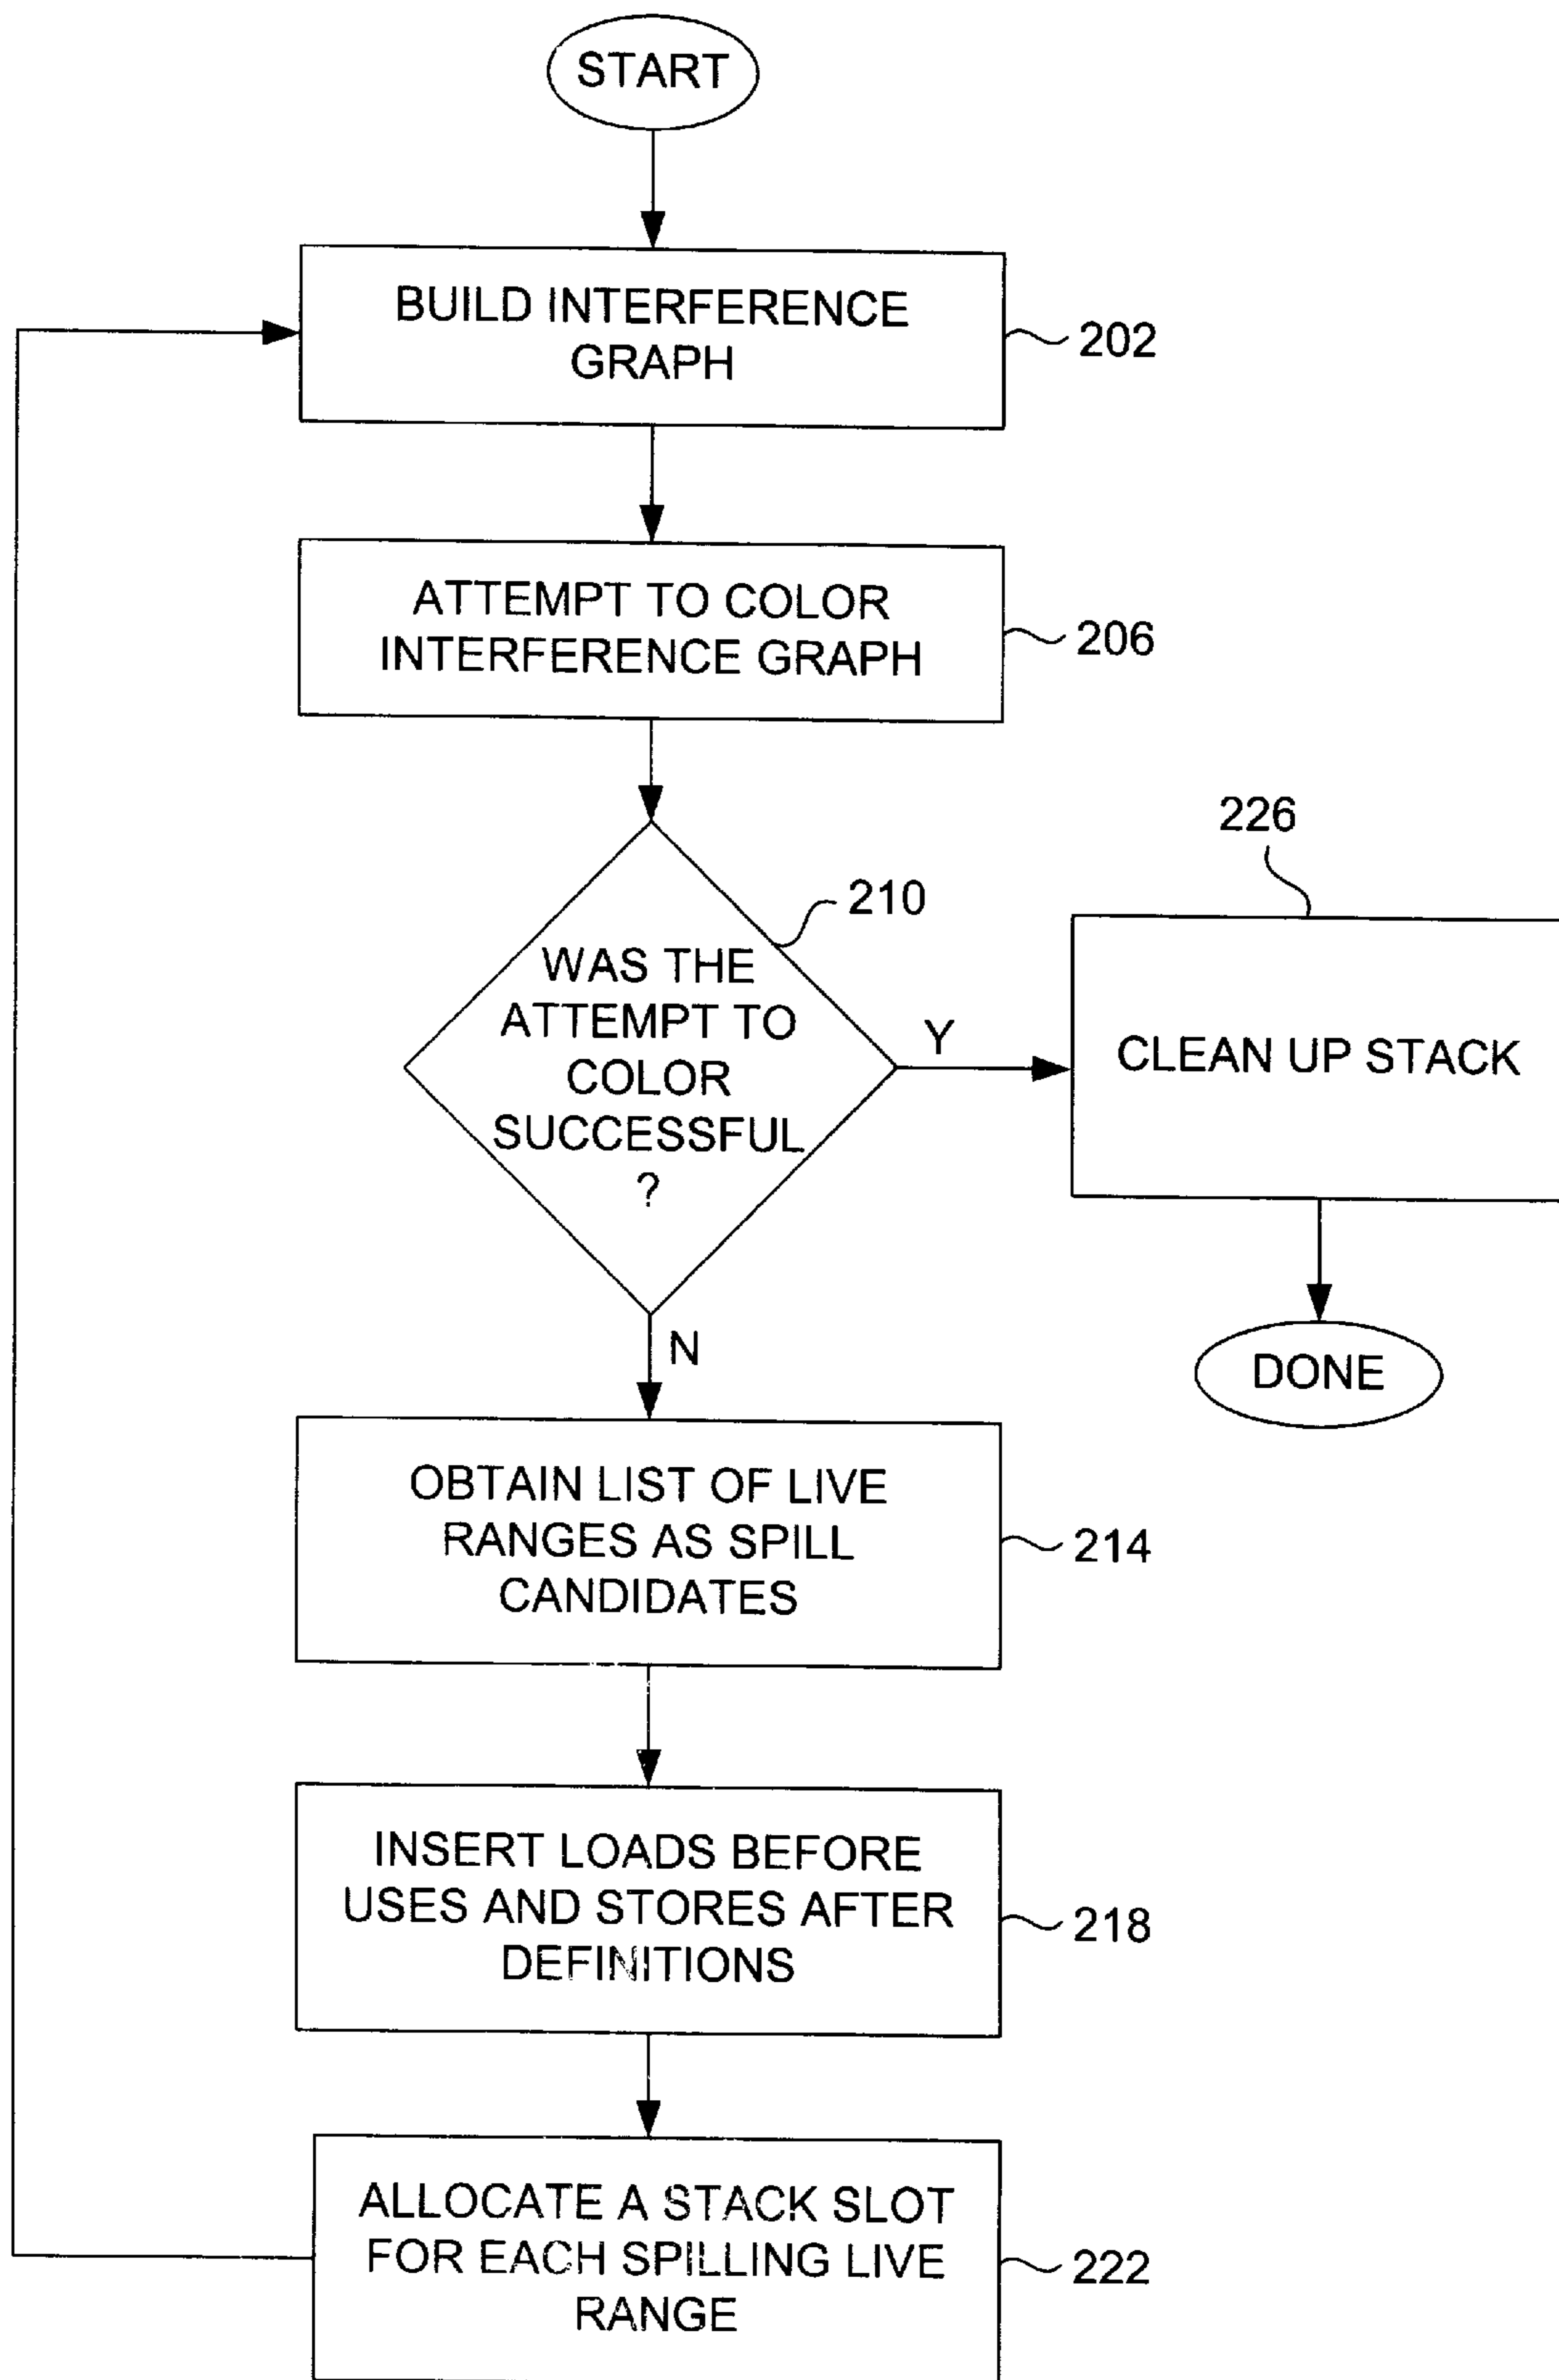 START
BUILD INTERFERENCE
GRAPH
202
ATTEMPT TO COLOR
INTERFERENCE GRAPH
206
210
WAS THE
ATTEMPT TO
COLOR
SUCCESSFUL
?
Y
226
CLEAN UP STACK
DONE
N
OBTAIN LIST OF LIVE
RANGES AS SPILL
CANDIDATES
214
INSERT LOADS BEFORE
USES AND STORES AFTER
DEFINITIONS
218
ALLOCATE A STACK SLOT
FOR EACH SPILLING LIVE
RANGE
222